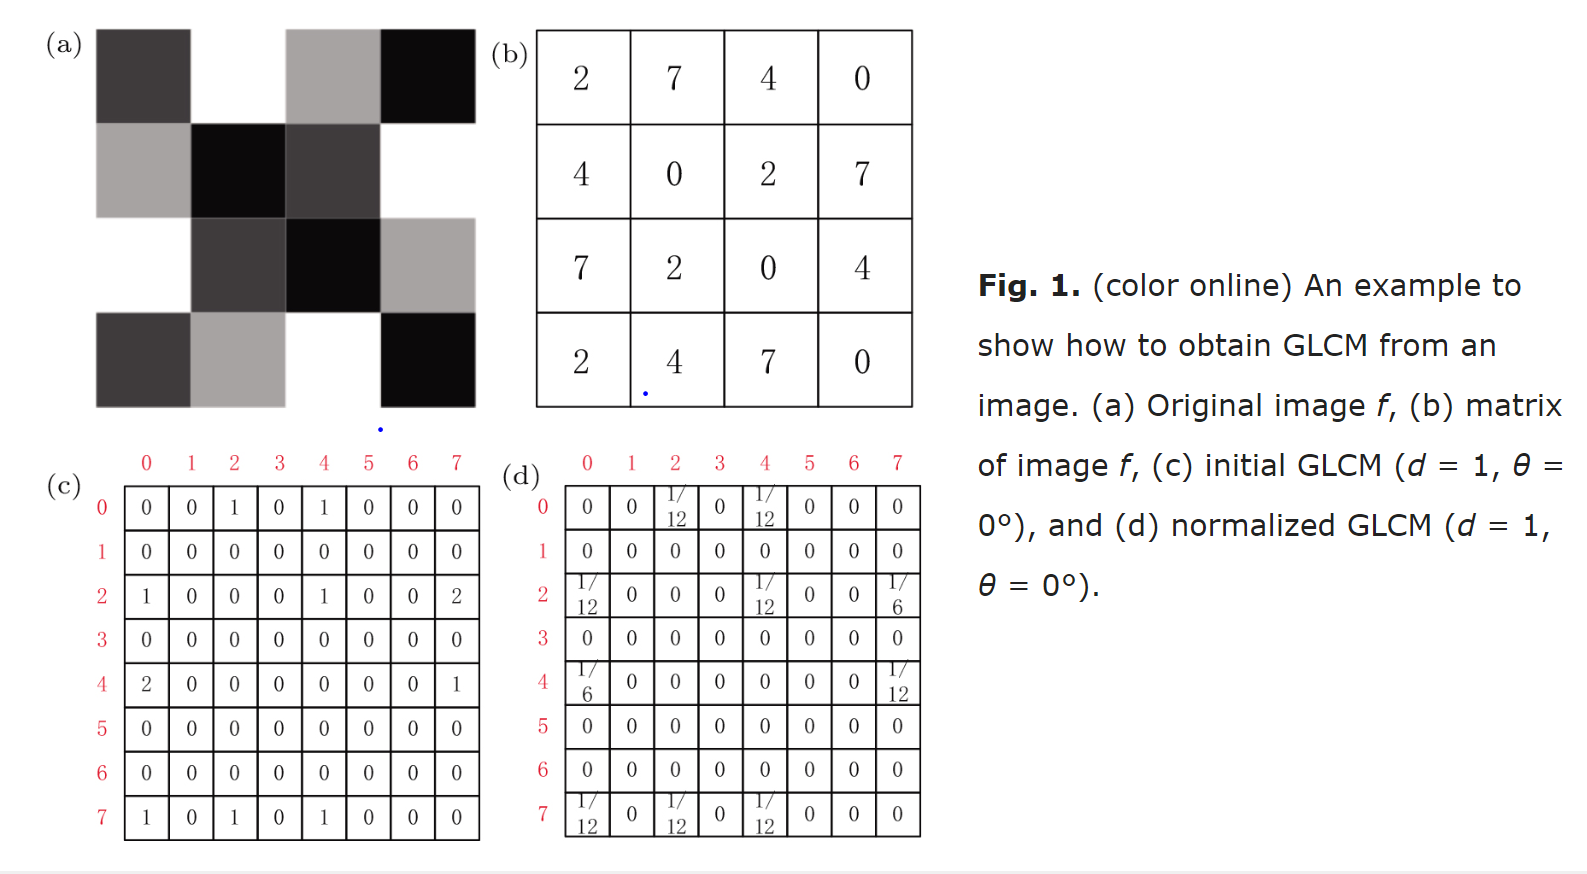 (a)
(b)
2 7 4 0
4 0 2 7
7 2 0 4
2 4 7 0
Fig. 1. (color online) An example to
show how to obtain GLCM from an
image. (a) Original image f, (b) matrix
of image f, (c) initial GLCM (d = 1, θ =
0°), and (d) normalized GLCM (d = 1,
θ = 0°).
(c)
0 1 2 3 4 5 6 7
0 0 0 1 0 1 0 0 0
1 0 0 0 0 0 0 0 0
2 1 0 0 0 1 0 0 2
3 0 0 0 0 0 0 0 0
4 2 0 0 0 0 0 0 1
5 0 0 0 0 0 0 0 0
6 0 0 0 0 0 0 0 0
7 1 0 1 0 1 0 0 0
(d)
0 1 2 3 4 5 6 7
0 0 0 1/12 0 1/12 0 0 0
1 0 0 0 0 0 0 0 0
2 1/12 0 0 0 1/12 0 0 1/6
3 0 0 0 0 0 0 0 0
4 1/6 0 0 0 0 0 0 1/12
5 0 0 0 0 0 0 0 0
6 0 0 0 0 0 0 0 0
7 1/12 0 1/12 0 1/12 0 0 0